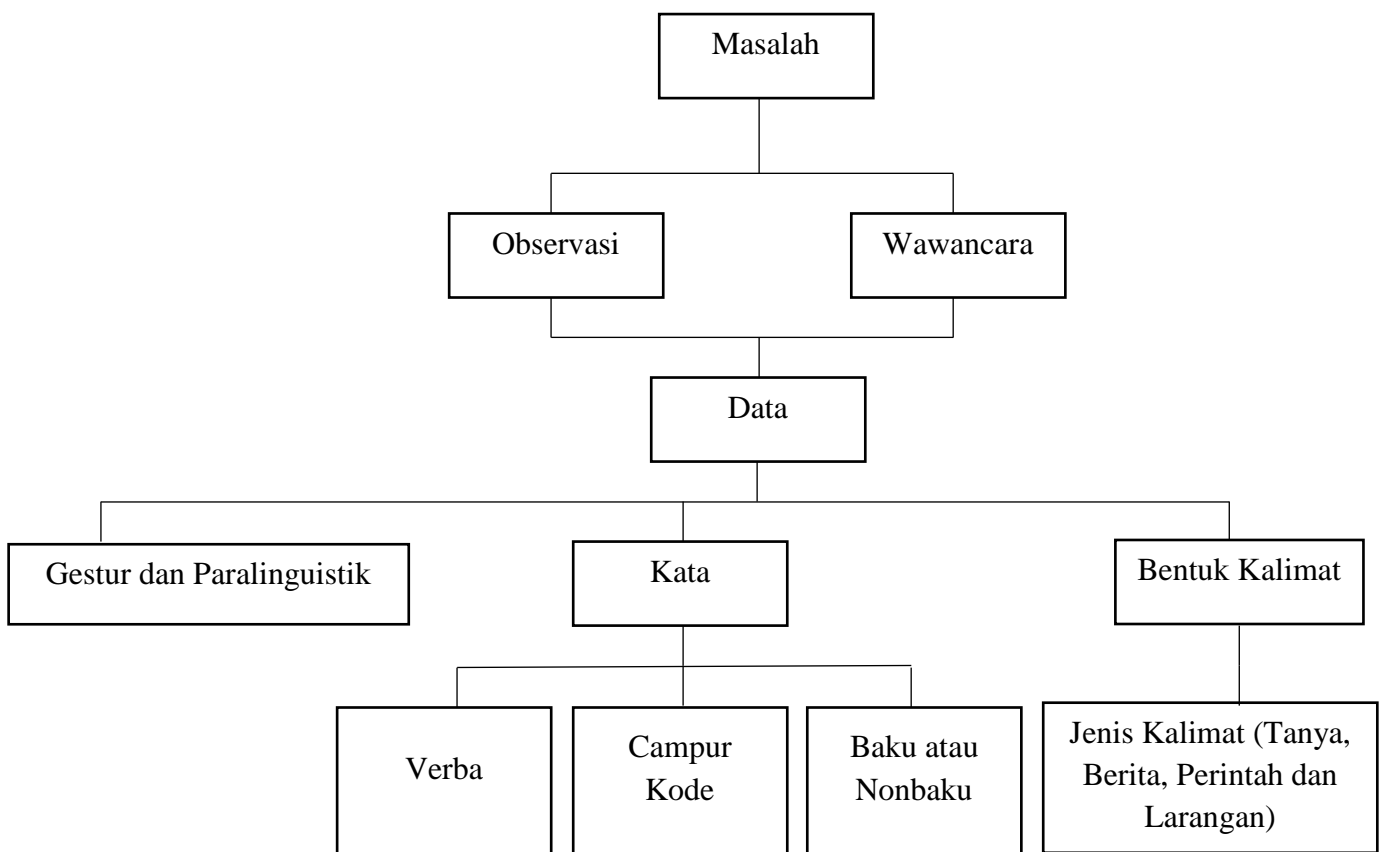 Masalah
Observasi
Wawancara
Data
Gestur dan Paralinguistik
Kata
Bentuk Kalimat
Verba
Campur
Kode
Baku atau
Nonbaku
Jenis Kalimat (Tanya,
Berita, Perintah dan
Larangan)